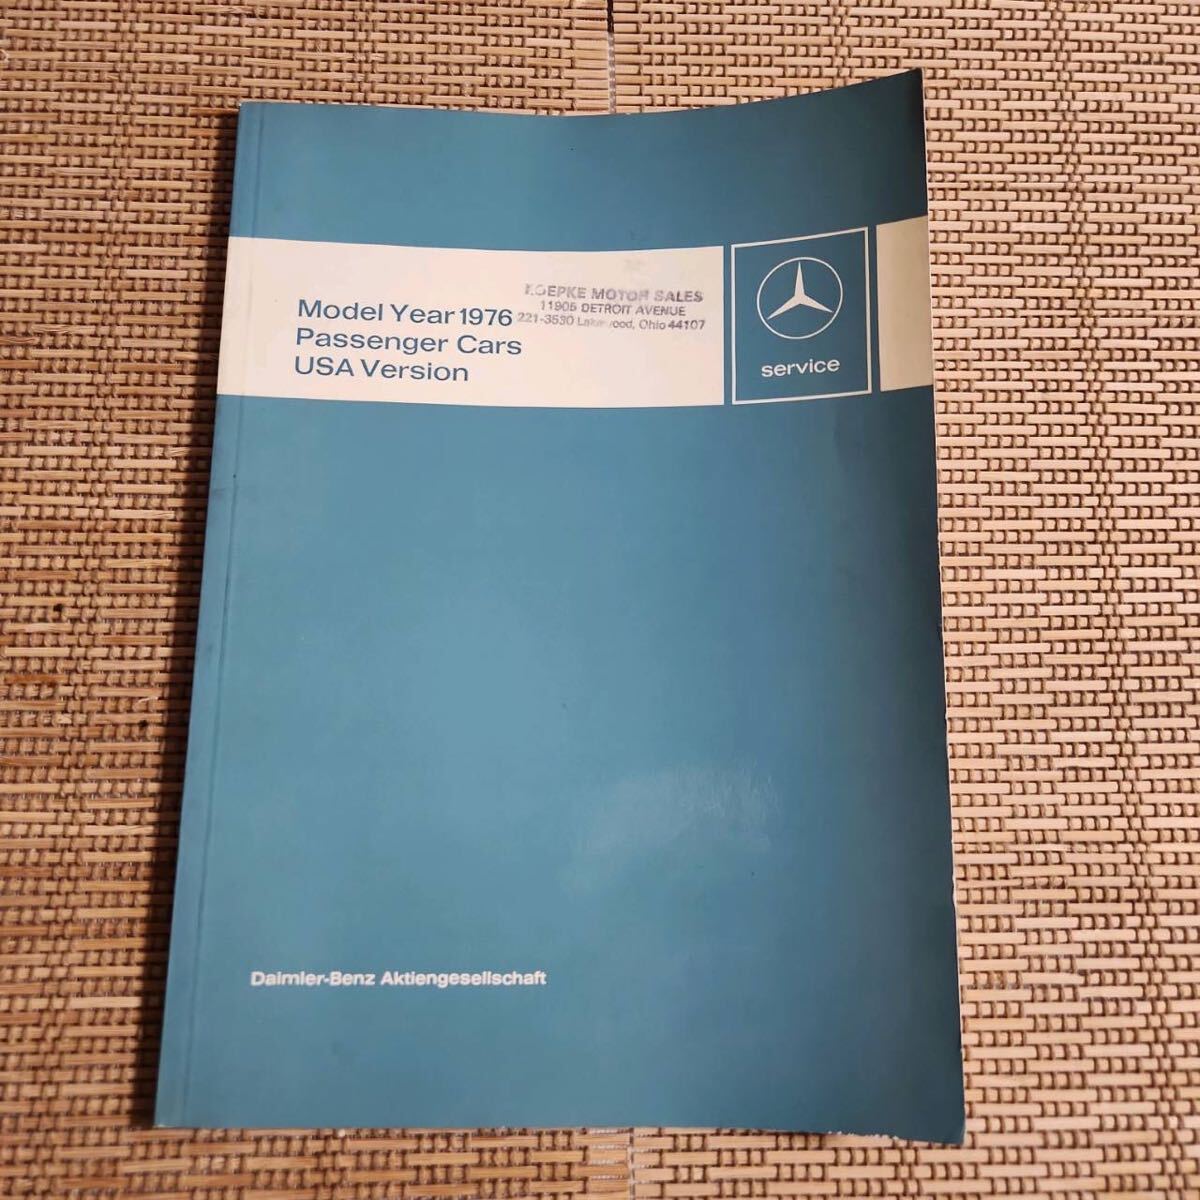 Model Year 1976
Passenger Cars
USA Version
KOEPKE MOTOR SALES
11905 DETROIT AVENUE
221-3530 Lakewood, Ohio 44107
service
Daimler-Benz Aktiengesellschaft